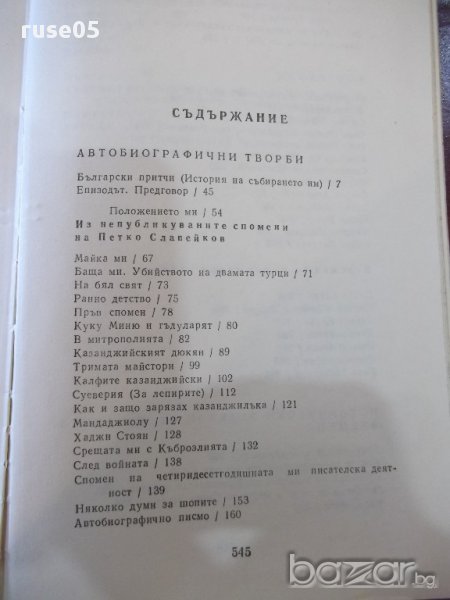 ruse05
СЪДЪРЖАНИЕ
АВТОБИОГРАФИЧНИ ТВОРБИ
Български притчи (История на събирането им) / 7
Епизодът. Предговор / 45
Положението ми / 54
Из непубликуваните спомени
на Петко Славейков
Майка ми / 67
Баща ми. Убийството на двамата турци / 71
На бял свят / 73
Ранно детство / 75
Пръв спомен / 78
Куку Миню и гъдуларят / 80
В митрополията / 82
Казанджийският дюкян / 89
Тримата майстори / 99
Калфите казанджийски / 102
Суеверия (За лепирите) / 112
Как и защо зарязах казанджилъка / 121
Мандаджиолу / 127
Хаджи Стоян / 128
Срещата ми с Къброзлията / 132
След войната / 138
Спомен на четиридесетгодишната ми писателска деят-
ност / 139
Няколко думи за шопите / 153
Автобиографично писмо / 160
545
bazar.bg